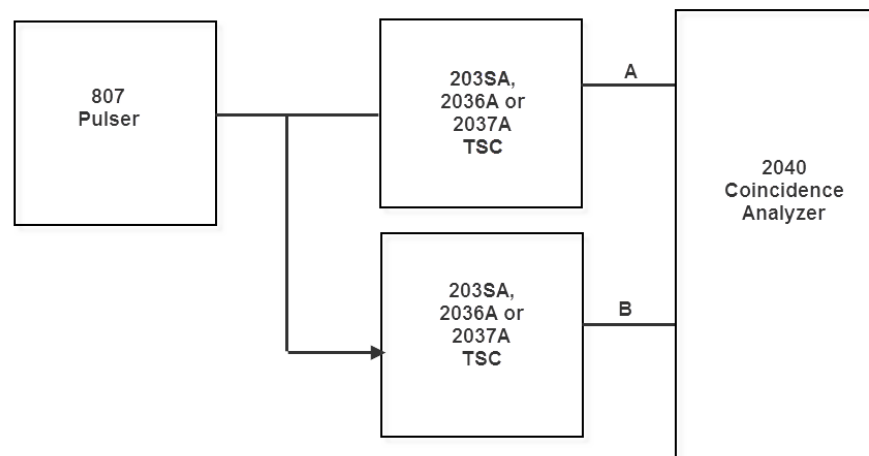 807
Pulser
203SA,
2036A or
2037A
TSC
A
203SA,
2036A or
2037A
TSC
B
2040
Coincidence
Analyzer